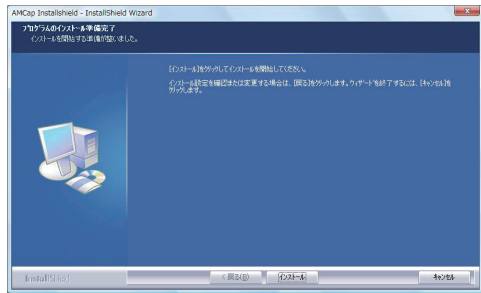 AMCap Installshield - InstallShield Wizard
プログラムのインストール準備完了
インストールを開始する準備が整いました。
[インストール]をクリックしてインストールを開始してください。
インストール設定を確認または変更する場合は、[戻る]をクリックします。ウィザードを終了するには、[キャンセル]を
クリックします。
InstallShield
< 戻る(B)
インストール
キャンセル